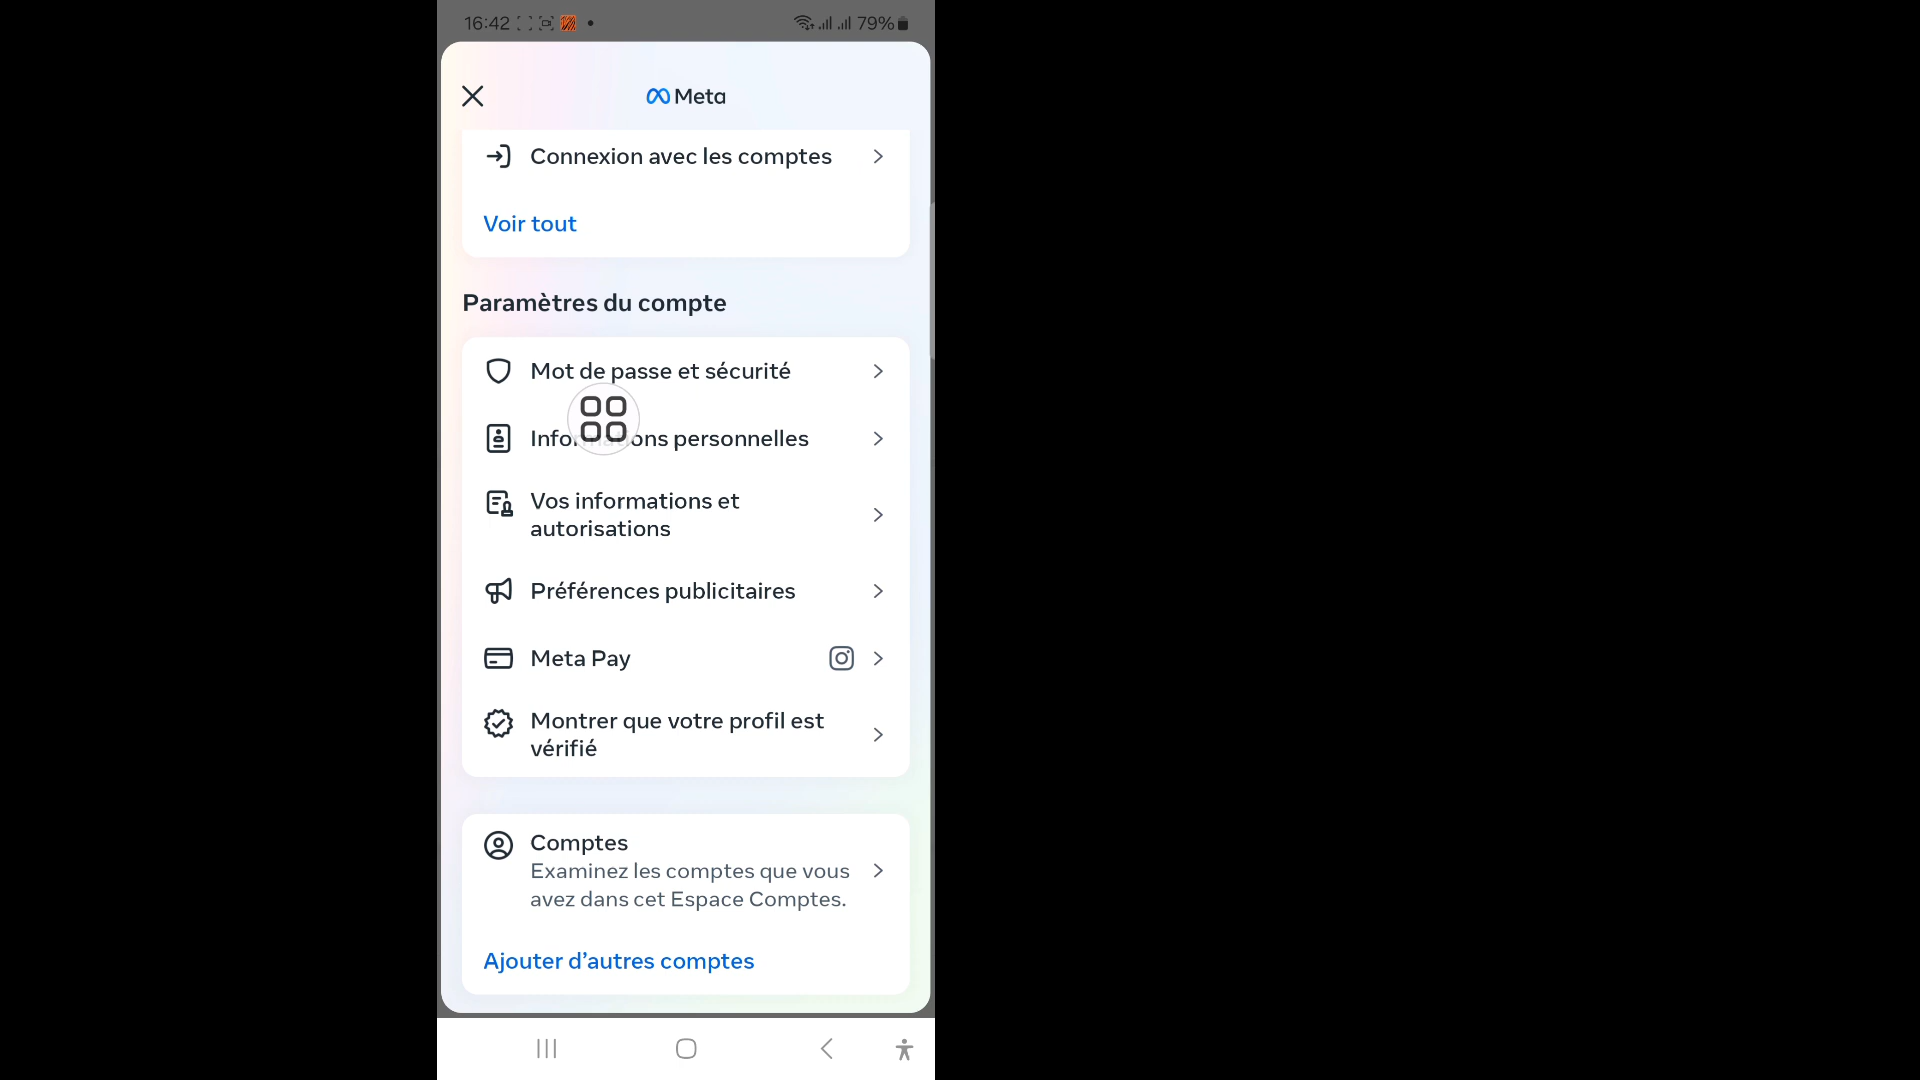 16:42
79%
Meta
Connexion avec les comptes
Voir tout
Paramètres du compte
Mot de passe et sécurité
Informations personnelles
Vos informations et
autorisations
Préférences publicitaires
Meta Pay
Montrer que votre profil est
vérifié
Comptes
Examinez les comptes que vous
avez dans cet Espace Comptes.
Ajouter d’autres comptes